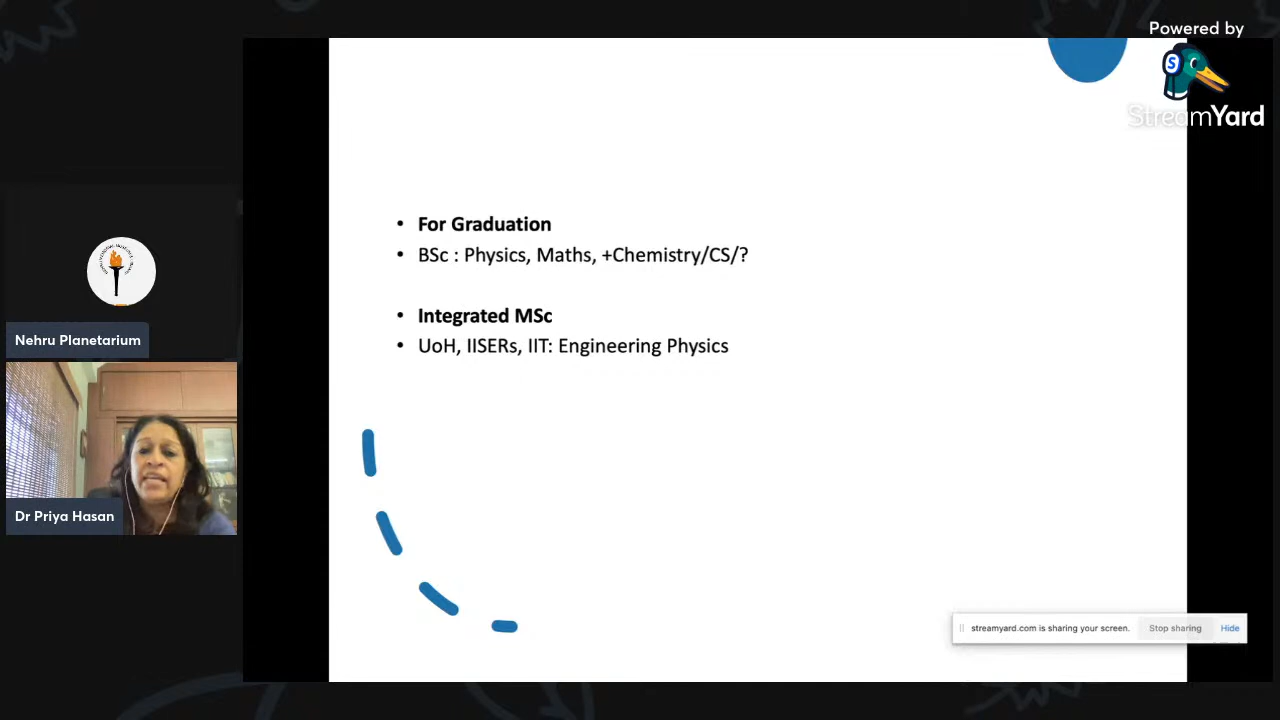 Powered by
StreamYard
• For Graduation
• BSc : Physics, Maths, +Chemistry/CS/?
• Integrated MSc
• UoH, IISERs, IIT: Engineering Physics
Nehru Planetarium
Dr Priya Hasan
streamyard.com is sharing your screen. Stop sharing Hide